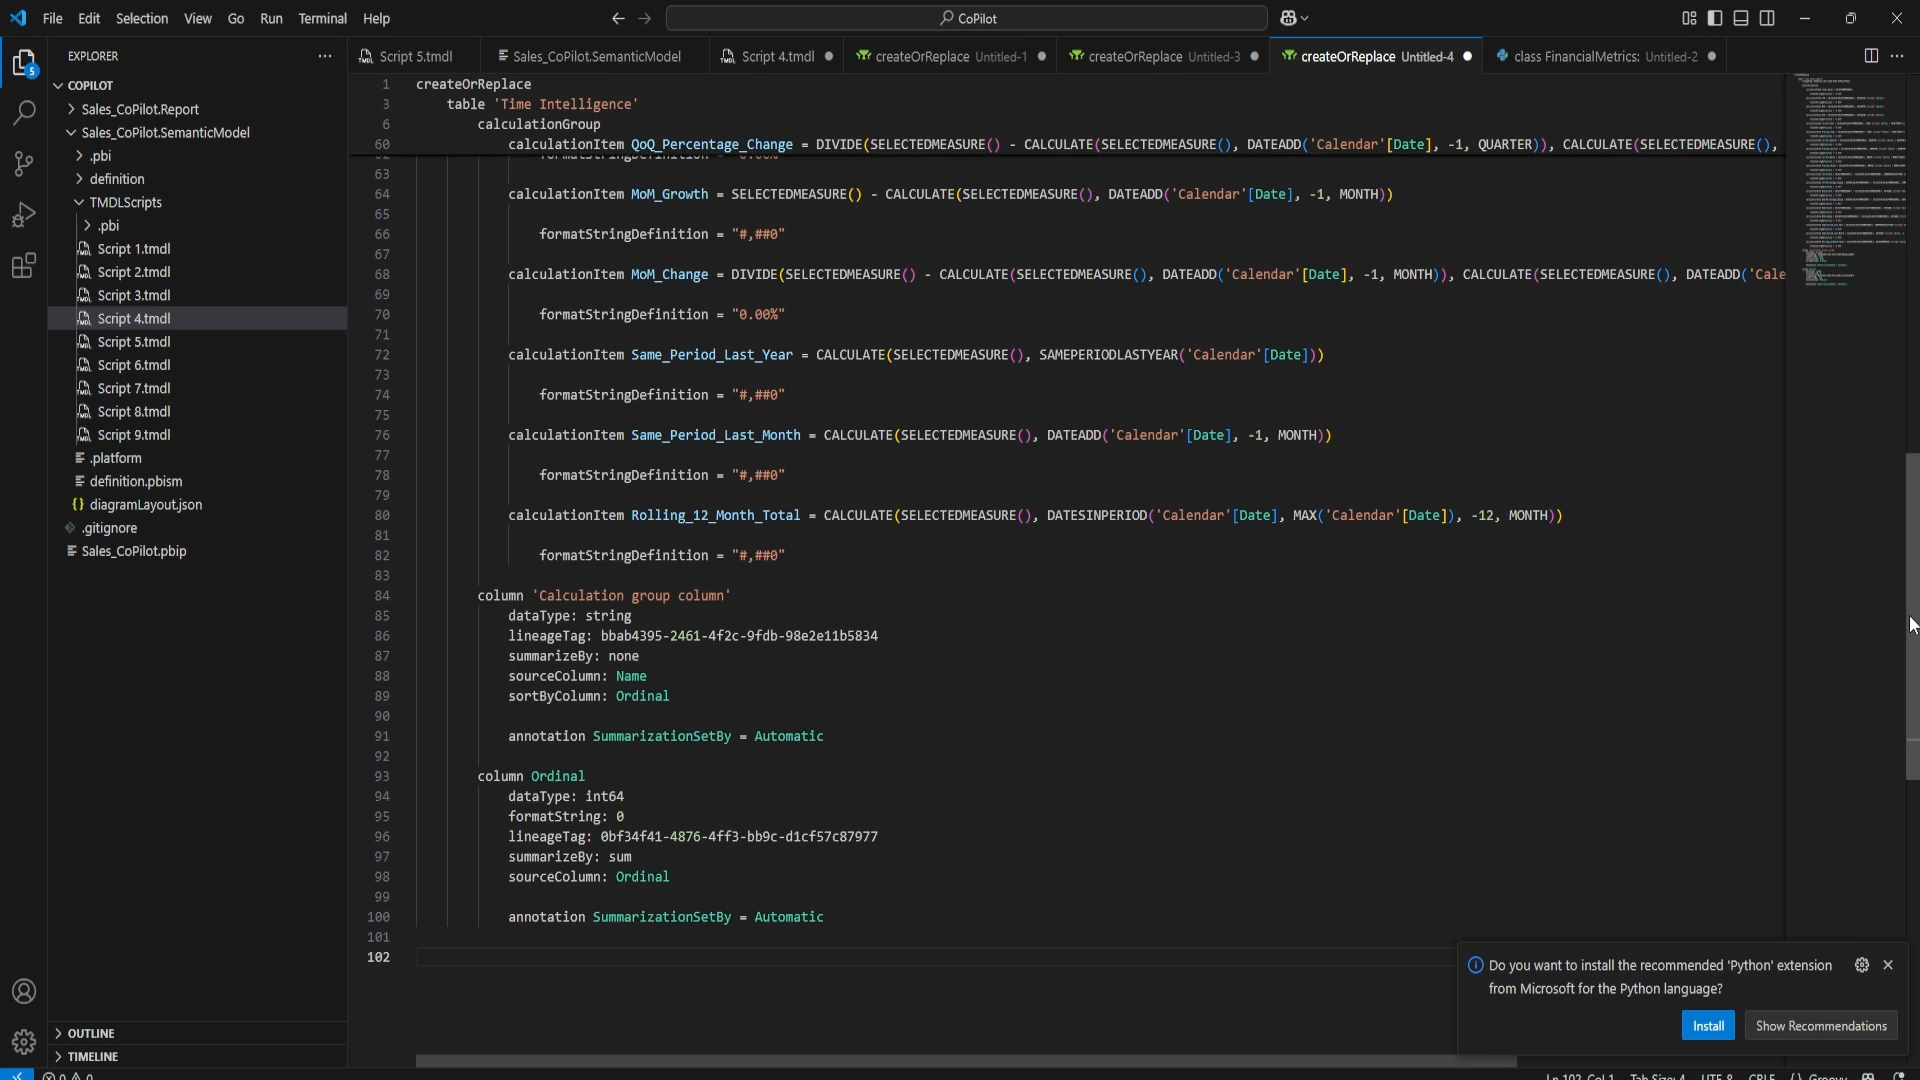 File Edit Selection View Go Run Terminal Help
CoPilot
EXPLORER
Script 5.tmdl
Sales_CoPilot.SemanticModel
Script 4.tmdl
createOrReplace Untitled-1
createOrReplace Untitled-3
createOrReplace Untitled-4
class FinancialMetrics: Untitled-2
5
COPILOT
Sales_CoPilot.Report
Sales_CoPilot.SemanticModel
.pbi
definition
TMDLScripts
.pbi
Script 1.tmdl
Script 2.tmdl
Script 3.tmdl
Script 4.tmdl
Script 5.tmdl
Script 6.tmdl
Script 7.tmdl
Script 8.tmdl
Script 9.tmdl
.platform
definition.pbism
{} diagramLayout.json
.gitignore
Sales_CoPilot.pbip
OUTLINE
TIMELINE
1 createOrReplace
3 table 'Time Intelligence'
6 calculationGroup
60 calculationItem QoQ_Percentage_Change = DIVIDE(SELECTEDMEASURE() - CALCULATE(SELECTEDMEASURE(), DATEADD('Calendar'[Date], -1, QUARTER)), CALCULATE(SELECTEDMEASURE(),
63
64 calculationItem MoM_Growth = SELECTEDMEASURE() - CALCULATE(SELECTEDMEASURE(), DATEADD('Calendar'[Date], -1, MONTH))
65
66 formatStringDefinition = "#,##0"
67
68 calculationItem MoM_Change = DIVIDE(SELECTEDMEASURE() - CALCULATE(SELECTEDMEASURE(), DATEADD('Calendar'[Date], -1, MONTH)), CALCULATE(SELECTEDMEASURE(), DATEADD('Cale
69
70 formatStringDefinition = "0.00%"
71
72 calculationItem Same_Period_Last_Year = CALCULATE(SELECTEDMEASURE(), SAMEPERIODLASTYEAR('Calendar'[Date]))
73
74 formatStringDefinition = "#,##0"
75
76 calculationItem Same_Period_Last_Month = CALCULATE(SELECTEDMEASURE(), DATEADD('Calendar'[Date], -1, MONTH))
77
78 formatStringDefinition = "#,##0"
79
80 calculationItem Rolling_12_Month_Total = CALCULATE(SELECTEDMEASURE(), DATESINPERIOD('Calendar'[Date], MAX('Calendar'[Date]), -12, MONTH))
81
82 formatStringDefinition = "#,##0"
83
84 column 'Calculation group column'
85 dataType: string
86 lineageTag: bbab4395-2461-4f2c-9fdb-98e2e11b5834
87 summarizeBy: none
88 sourceColumn: Name
89 sortByColumn: Ordinal
90
91 annotation SummarizationSetBy = Automatic
92
93 column Ordinal
94 dataType: int64
95 formatString: 0
96 lineageTag: 0bf34f41-4876-4ff3-bb9c-d1cf57c87977
97 summarizeBy: sum
98 sourceColumn: Ordinal
99
100 annotation SummarizationSetBy = Automatic
101
102
Do you want to install the recommended 'Python' extension
from Microsoft for the Python language?
Install
Show Recommendations
Ln 102, Col 1 Tab Size: 4 UTF-8 CRLF {} Groovy